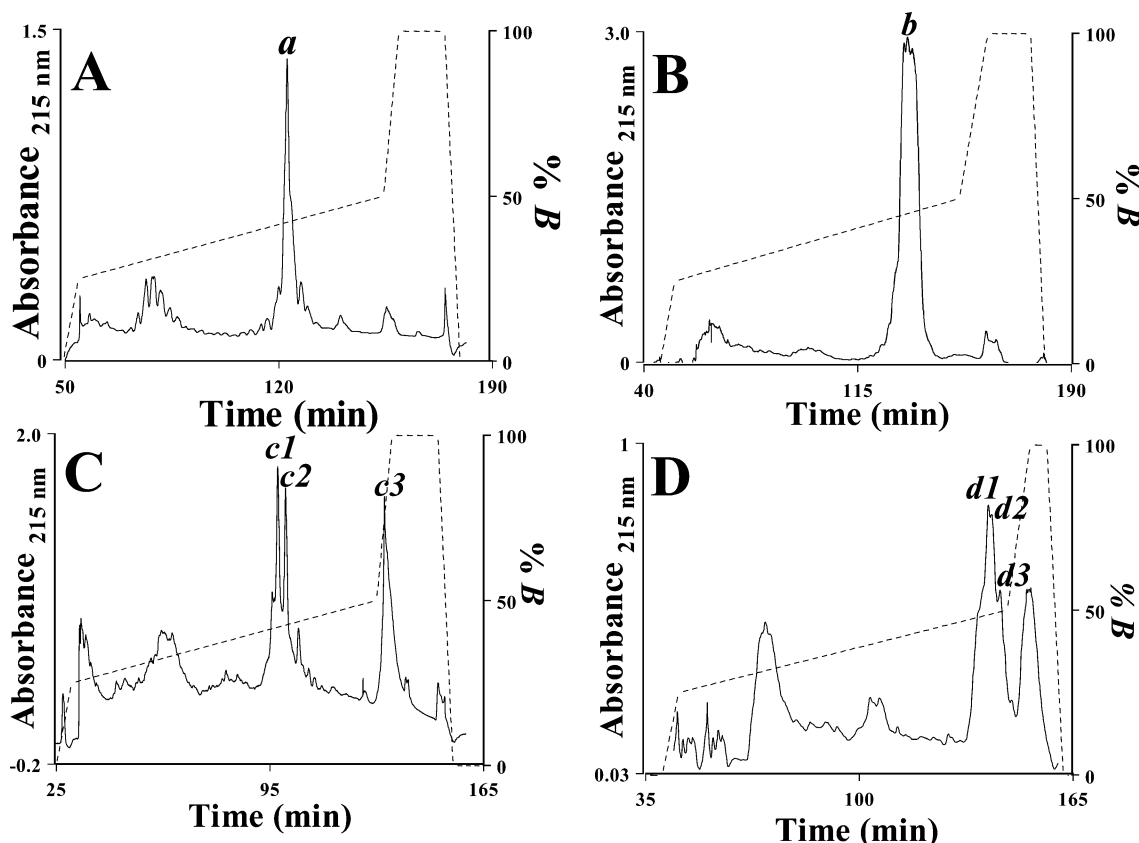 A
1.5
Absorbance 215 nm
0
a
100
50
0
% B
50
120
190
Time (min)
B
3.0
Absorbance 215 nm
0
b
100
50
0
% B
40
115
190
Time (min)
C
2.0
Absorbance 215 nm
-0.2
c1
c2
c3
100
50
0
% B
25
95
165
Time (min)
D
1
Absorbance 215 nm
0.03
d1
d2
d3
100
50
0
% B
35
100
165
Time (min)